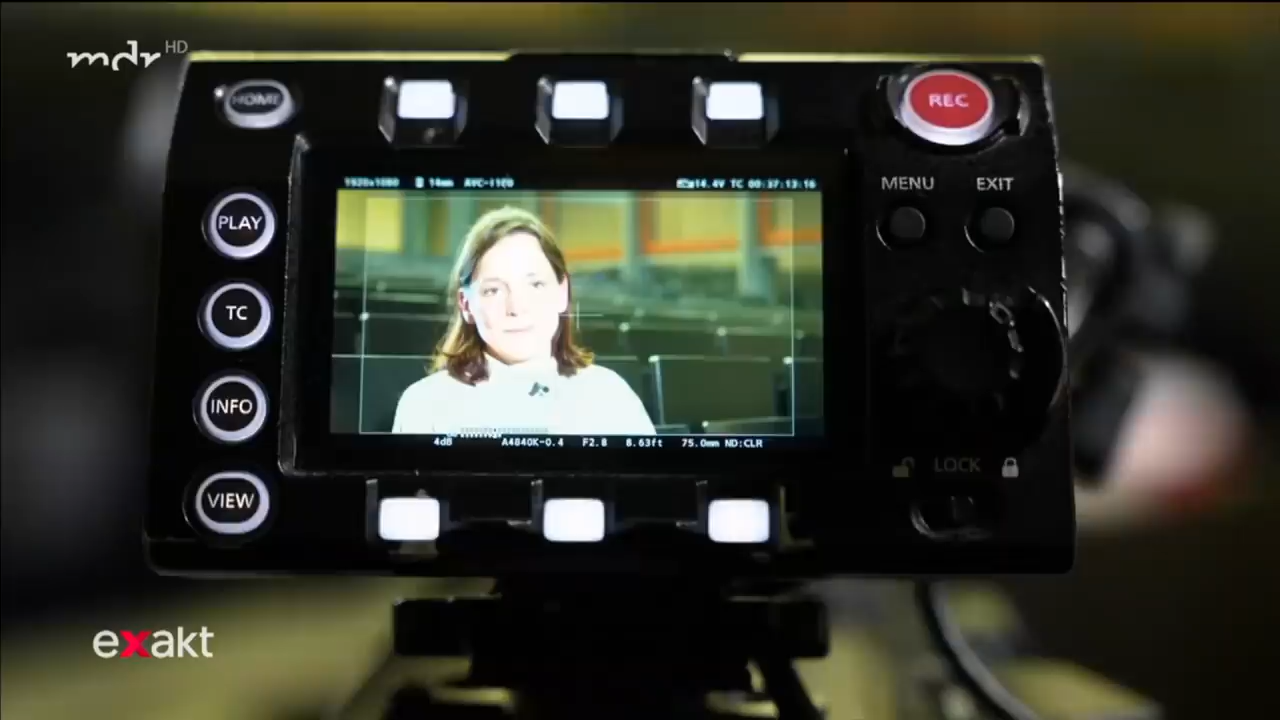 mdr HD
HOME
REC
1920x1080 AVC-I100
14.4V TC 00:37:13:16
MENU EXIT
PLAY
TC
INFO
4dB A4840K-0.4 F2.8 8.63ft 75.0mm ND:CLR
LOCK
VIEW
exakt